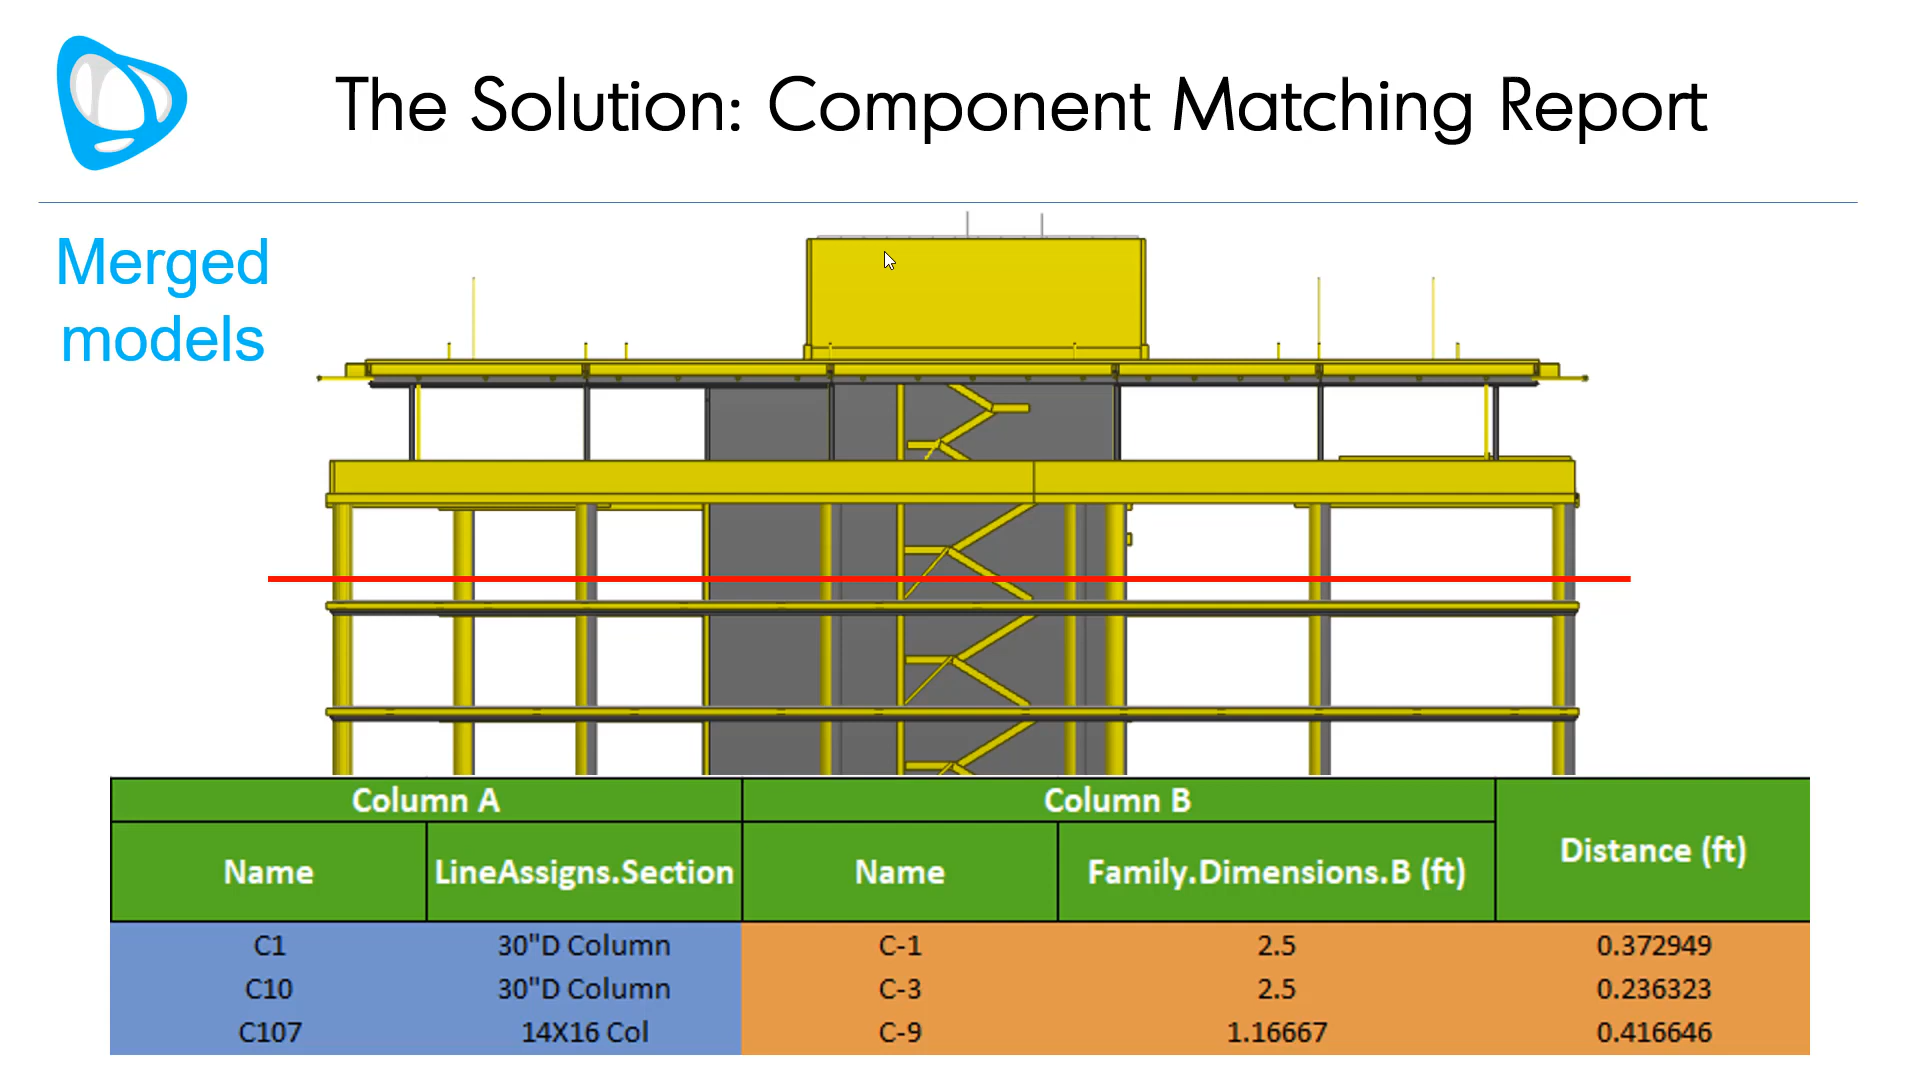 The Solution: Component Matching Report
Merged
models
Column A Column B Distance (ft)
Name LineAssigns.Section Name Family.Dimensions.B (ft)
C1 30"D Column C-1 2.5 0.372949
C10 30"D Column C-3 2.5 0.236323
C107 14X16 Col C-9 1.16667 0.416646